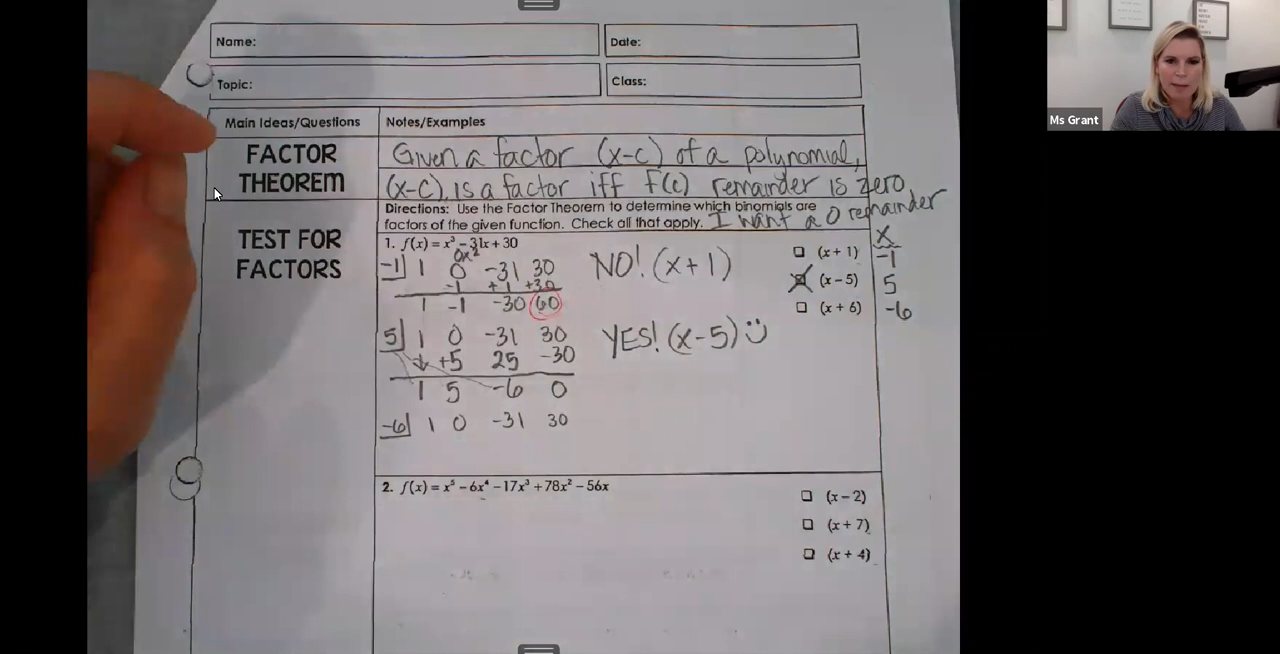 Name:
Date:
Topic:
Class:
Ms Grant
Main Ideas/Questions
Notes/Examples
FACTOR
THEOREM
Given a factor (x-c) of a polynomial,
(x-c) is a factor iff f(c) remainder is zero
Directions: Use the Factor Theorem to determine which binomials are
factors of the given function. Check all that apply. I want a 0 remainder
TEST FOR
FACTORS
1. f(x) = x³ - 31x + 30
0x²
-1 1 0 -31 30
-1 +1 +30
1 -1 -30 60
NO! (x+1)
5 1 0 -31 30
+5 25 -30
1 5 -6 0
YES! (x-5)
-6 1 0 -31 30
x
(x + 1) -1
(x - 5) 5
(x + 6) -6
2. f(x) = x⁵ - 6x⁴ - 17x³ + 78x² - 56x
(x - 2)
(x + 7)
(x + 4)